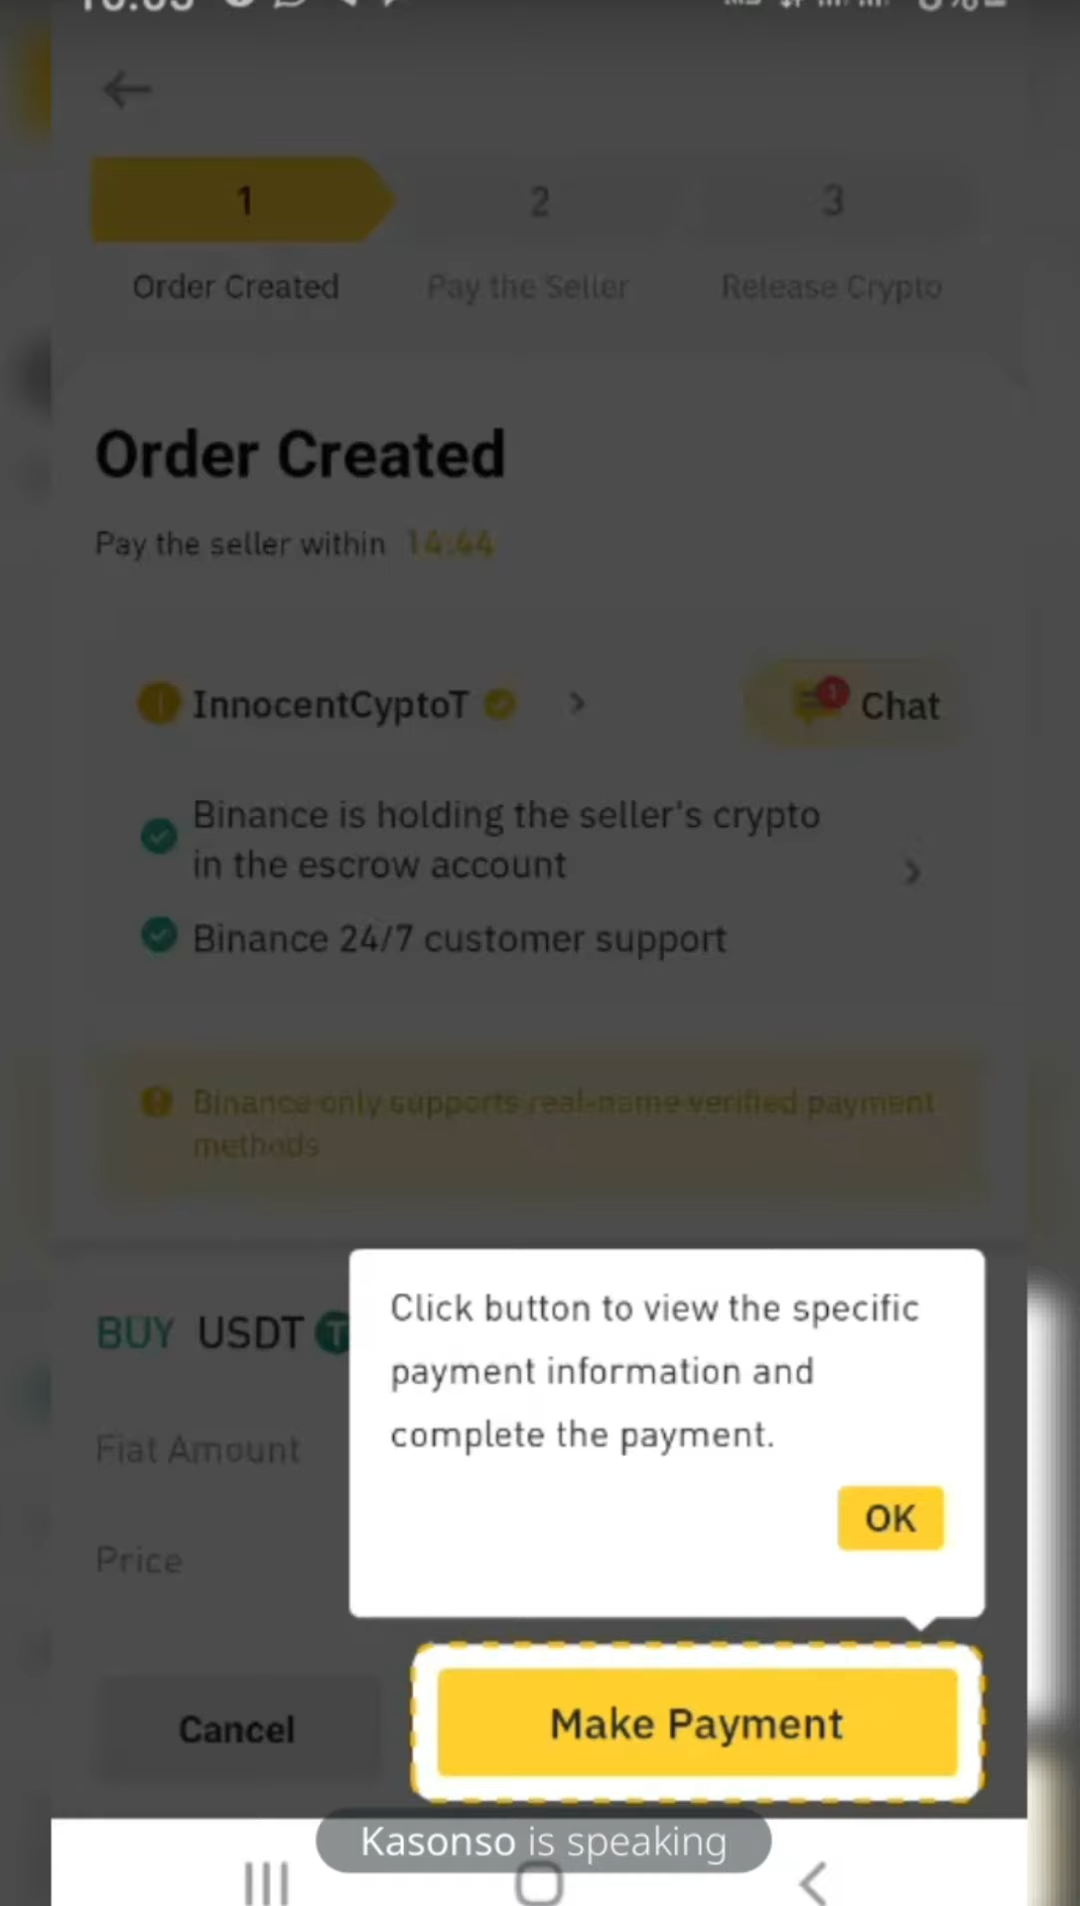 1
2
3
Order Created
Pay the Seller
Release Crypto
Order Created
Pay the seller within 14:44
InnocentCyptoT
1
Chat
Binance is holding the seller's crypto
in the escrow account
Binance 24/7 customer support
Binance only supports real-name verified payment
methods
BUY USDT
Click button to view the specific
payment information and
complete the payment.
OK
Fiat Amount
Price
Cancel
Make Payment
Kasonso is speaking